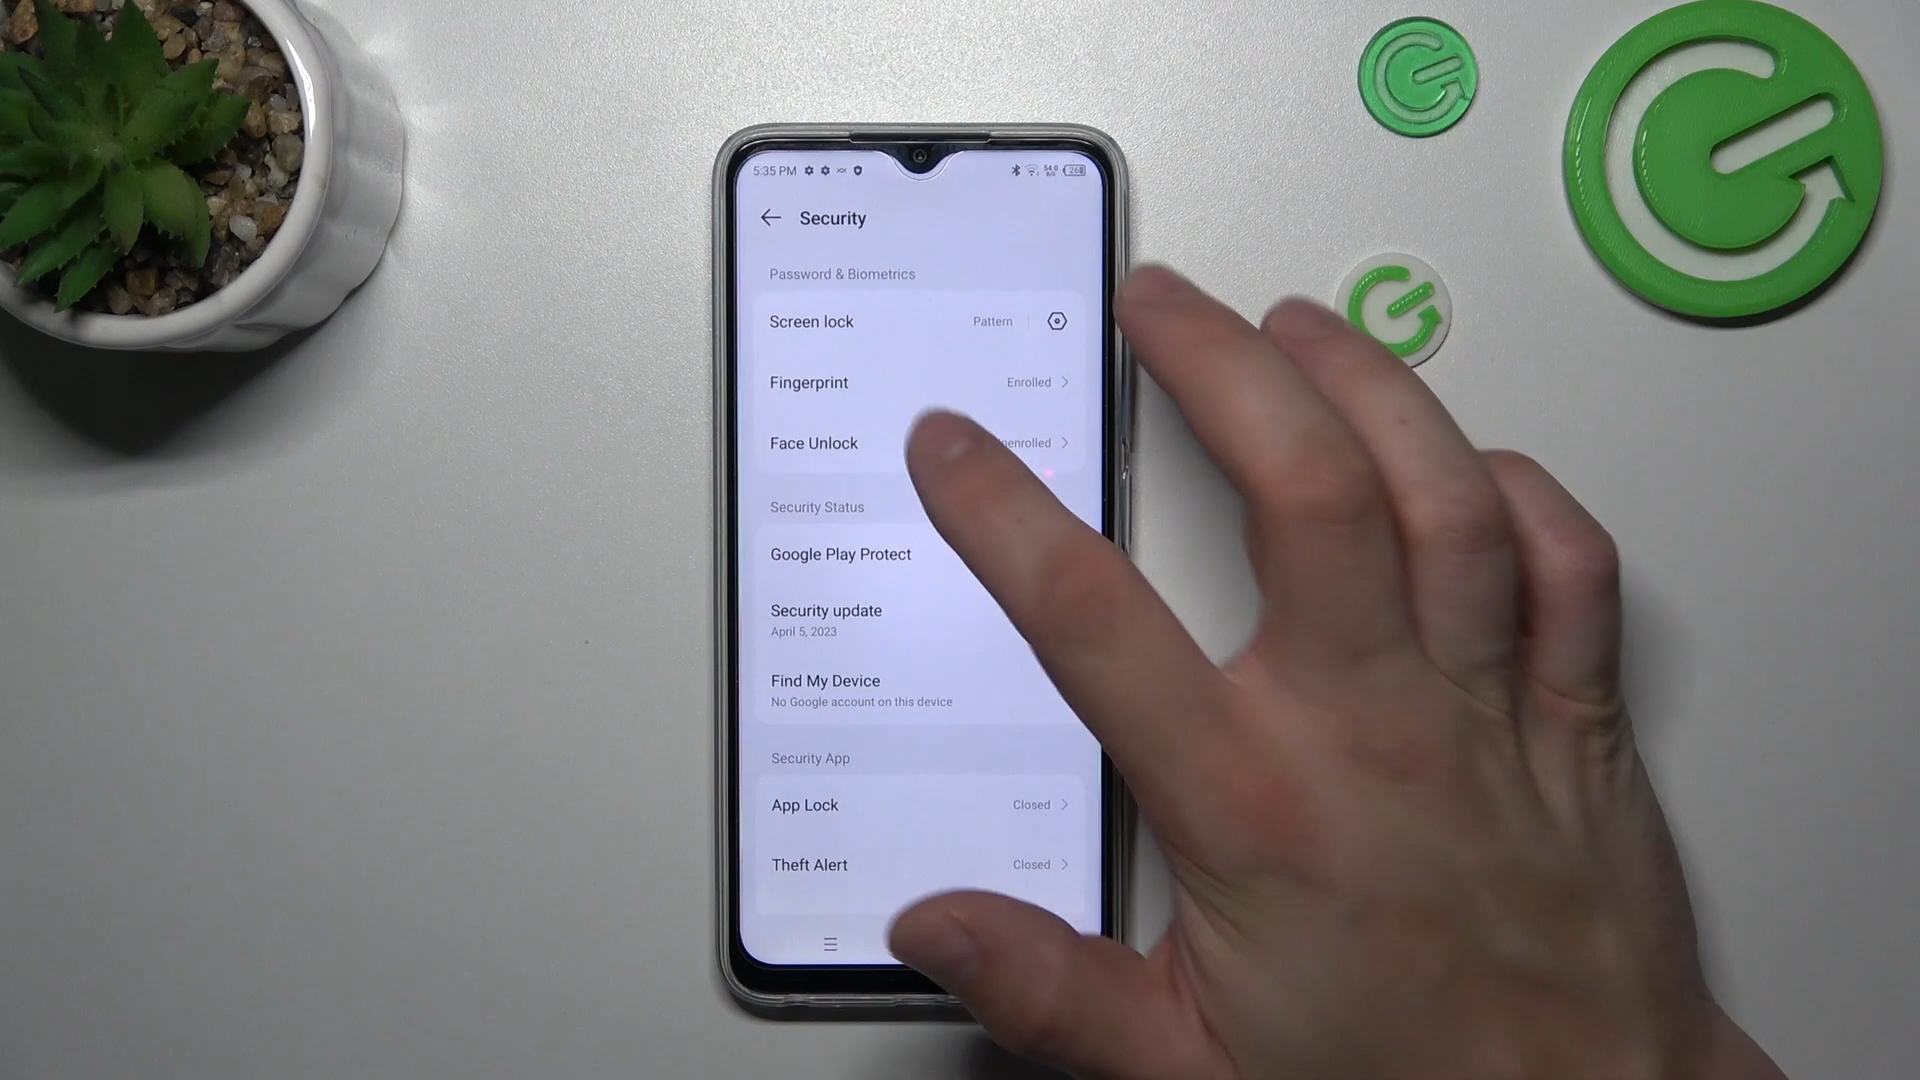 5:35 PM
Security
Password & Biometrics
Screen lock Pattern
Fingerprint Enrolled
Face Unlock
Security Status
Google Play Protect
Security update
April 5, 2023
Find My Device
No Google account on this device
Security App
App Lock Closed
Theft Alert Closed